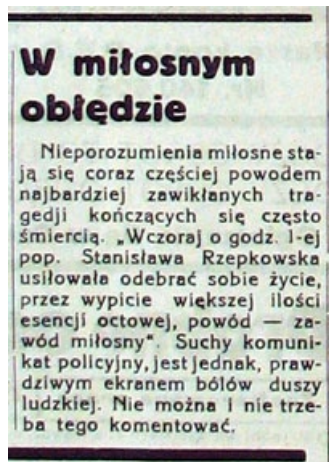 W miłosnym
obłędzie
Nieporozumienia miłosne sta-
ją się coraz częściej powodem
najbardziej zawikłanych tra-
gedji kończących się często
śmiercią. „Wczoraj o godz. 1-ej
pop. Stanisława Rzepkowska
usiłowała odebrać sobie życie,
przez wypicie większej ilości
esencji octowej, powód — za-
wód miłosny“. Suchy komuni-
kat policyjny, jest jednak, praw-
dziwym ekranem bólów duszy
ludzkiej. Nie można i nie trze-
ba tego komentować.